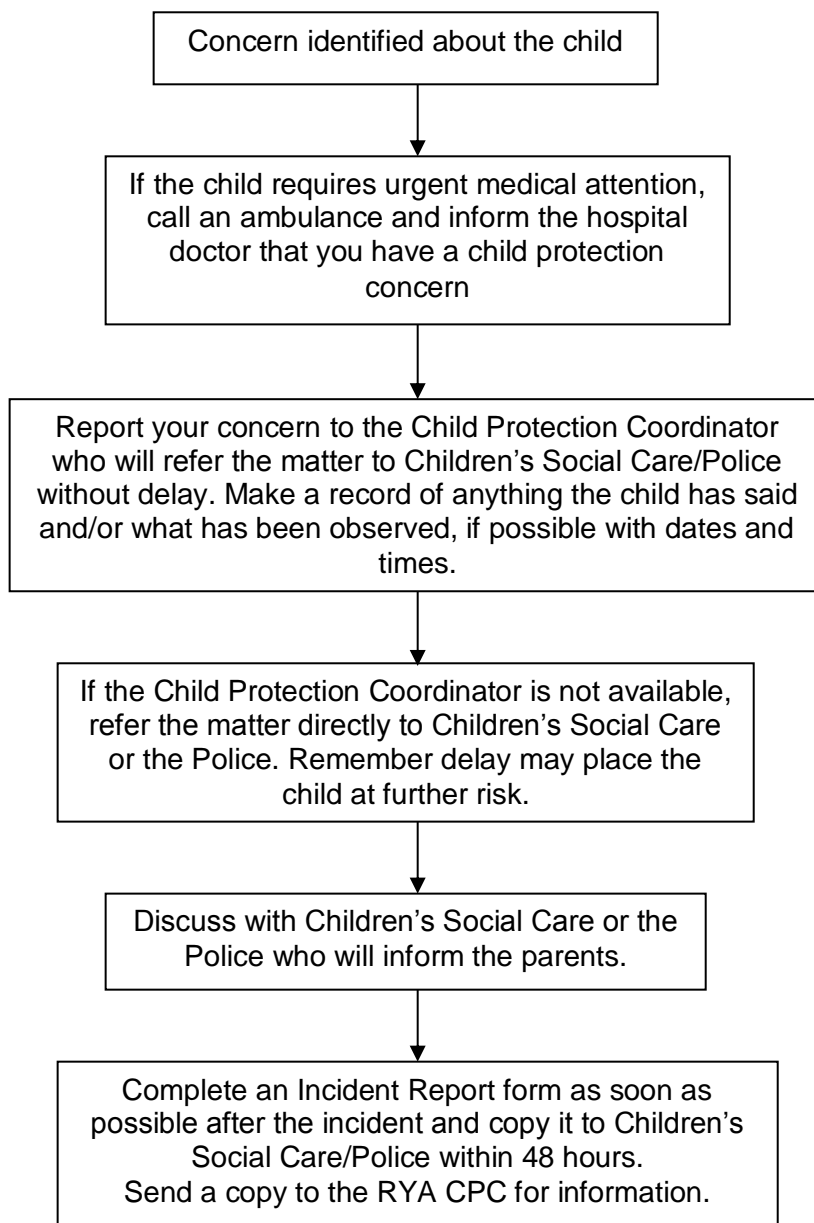 Concern identified about the child
If the child requires urgent medical attention,
call an ambulance and inform the hospital
doctor that you have a child protection
concern
Report your concern to the Child Protection Coordinator
who will refer the matter to Children’s Social Care/Police
without delay. Make a record of anything the child has said
and/or what has been observed, if possible with dates and
times.
If the Child Protection Coordinator is not available,
refer the matter directly to Children’s Social Care
or the Police. Remember delay may place the
child at further risk.
Discuss with Children’s Social Care or the
Police who will inform the parents.
Complete an Incident Report form as soon as
possible after the incident and copy it to Children’s
Social Care/Police within 48 hours.
Send a copy to the RYA CPC for information.